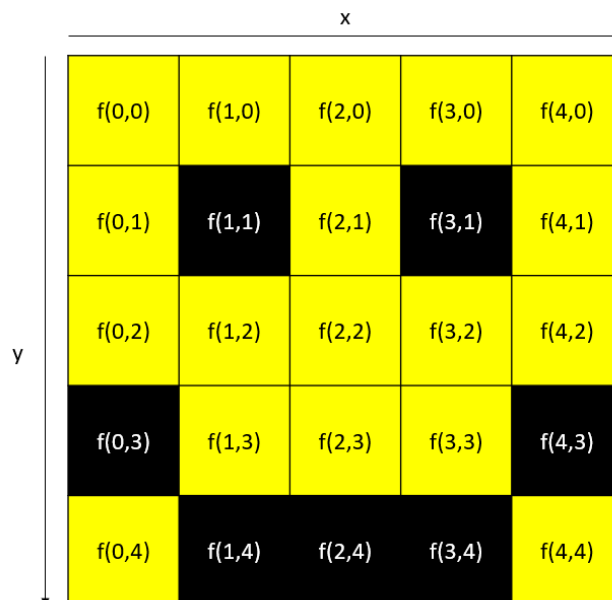 x
f(0,0) f(1,0) f(2,0) f(3,0) f(4,0)
f(0,1) f(1,1) f(2,1) f(3,1) f(4,1)
y
f(0,2) f(1,2) f(2,2) f(3,2) f(4,2)
f(0,3) f(1,3) f(2,3) f(3,3) f(4,3)
f(0,4) f(1,4) f(2,4) f(3,4) f(4,4)